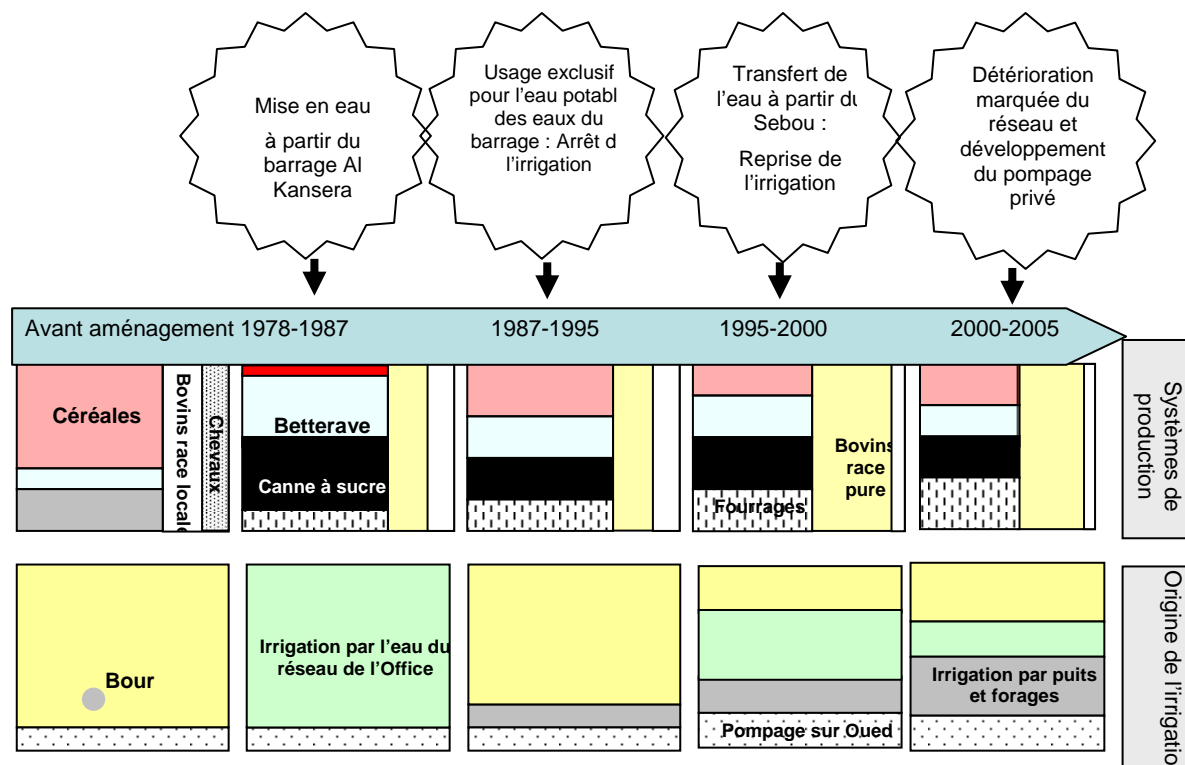 Mise en eau
à partir du
barrage Al
Kansera
Usage exclusif
pour l'eau potabl
des eaux du
barrage : Arrêt d
l'irrigation
Transfert de
l'eau à partir du
Sebou :
Reprise de
l'irrigation
Détérioration
marquée du
réseau et
développement
du pompage
privé
Avant aménagement 1978-1987
1987-1995
1995-2000
2000-2005
Céréales
Bovins race locale
Chevaux
Betterave
Canne à sucre
Fourrages
Bovins
race
pure
Systèmes de
production
Bour
Irrigation par l'eau du
réseau de l'Office
Irrigation par puits
et forages
Pompage sur Oued
Origine de l'irrigatio